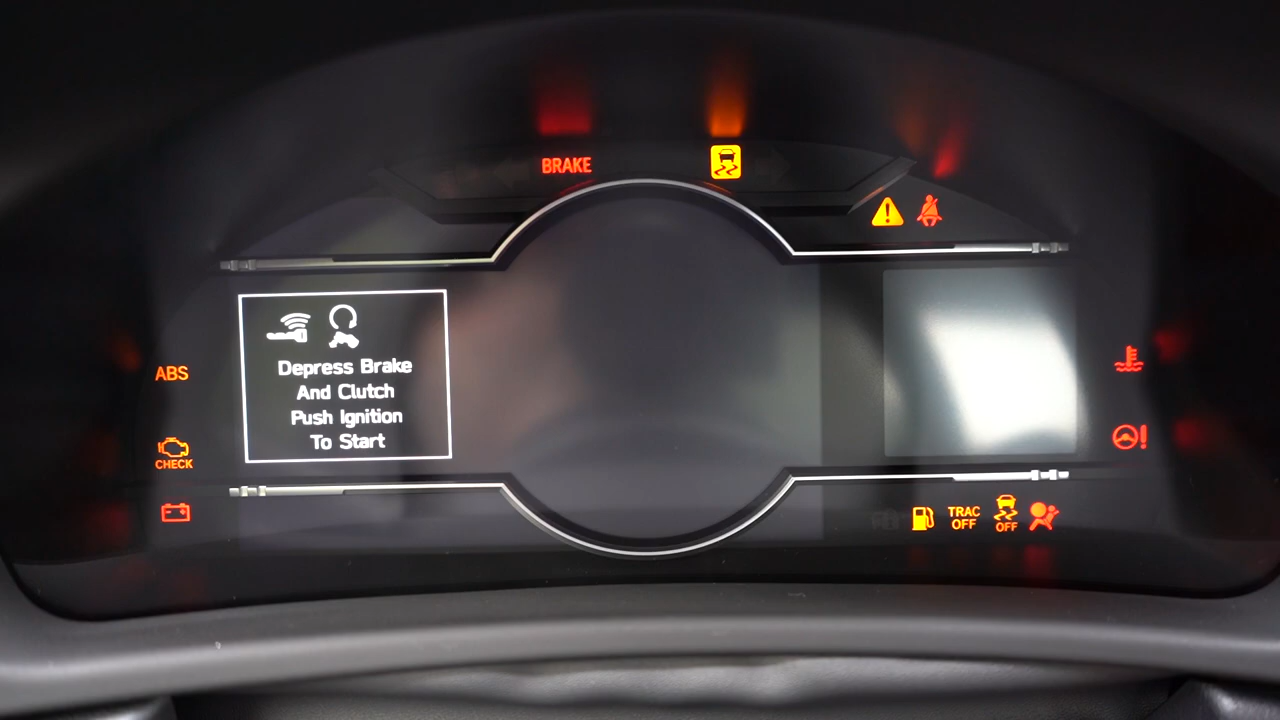 BRAKE
Depress Brake
And Clutch
Push Ignition
To Start
ABS
CHECK
TRAC
OFF
OFF